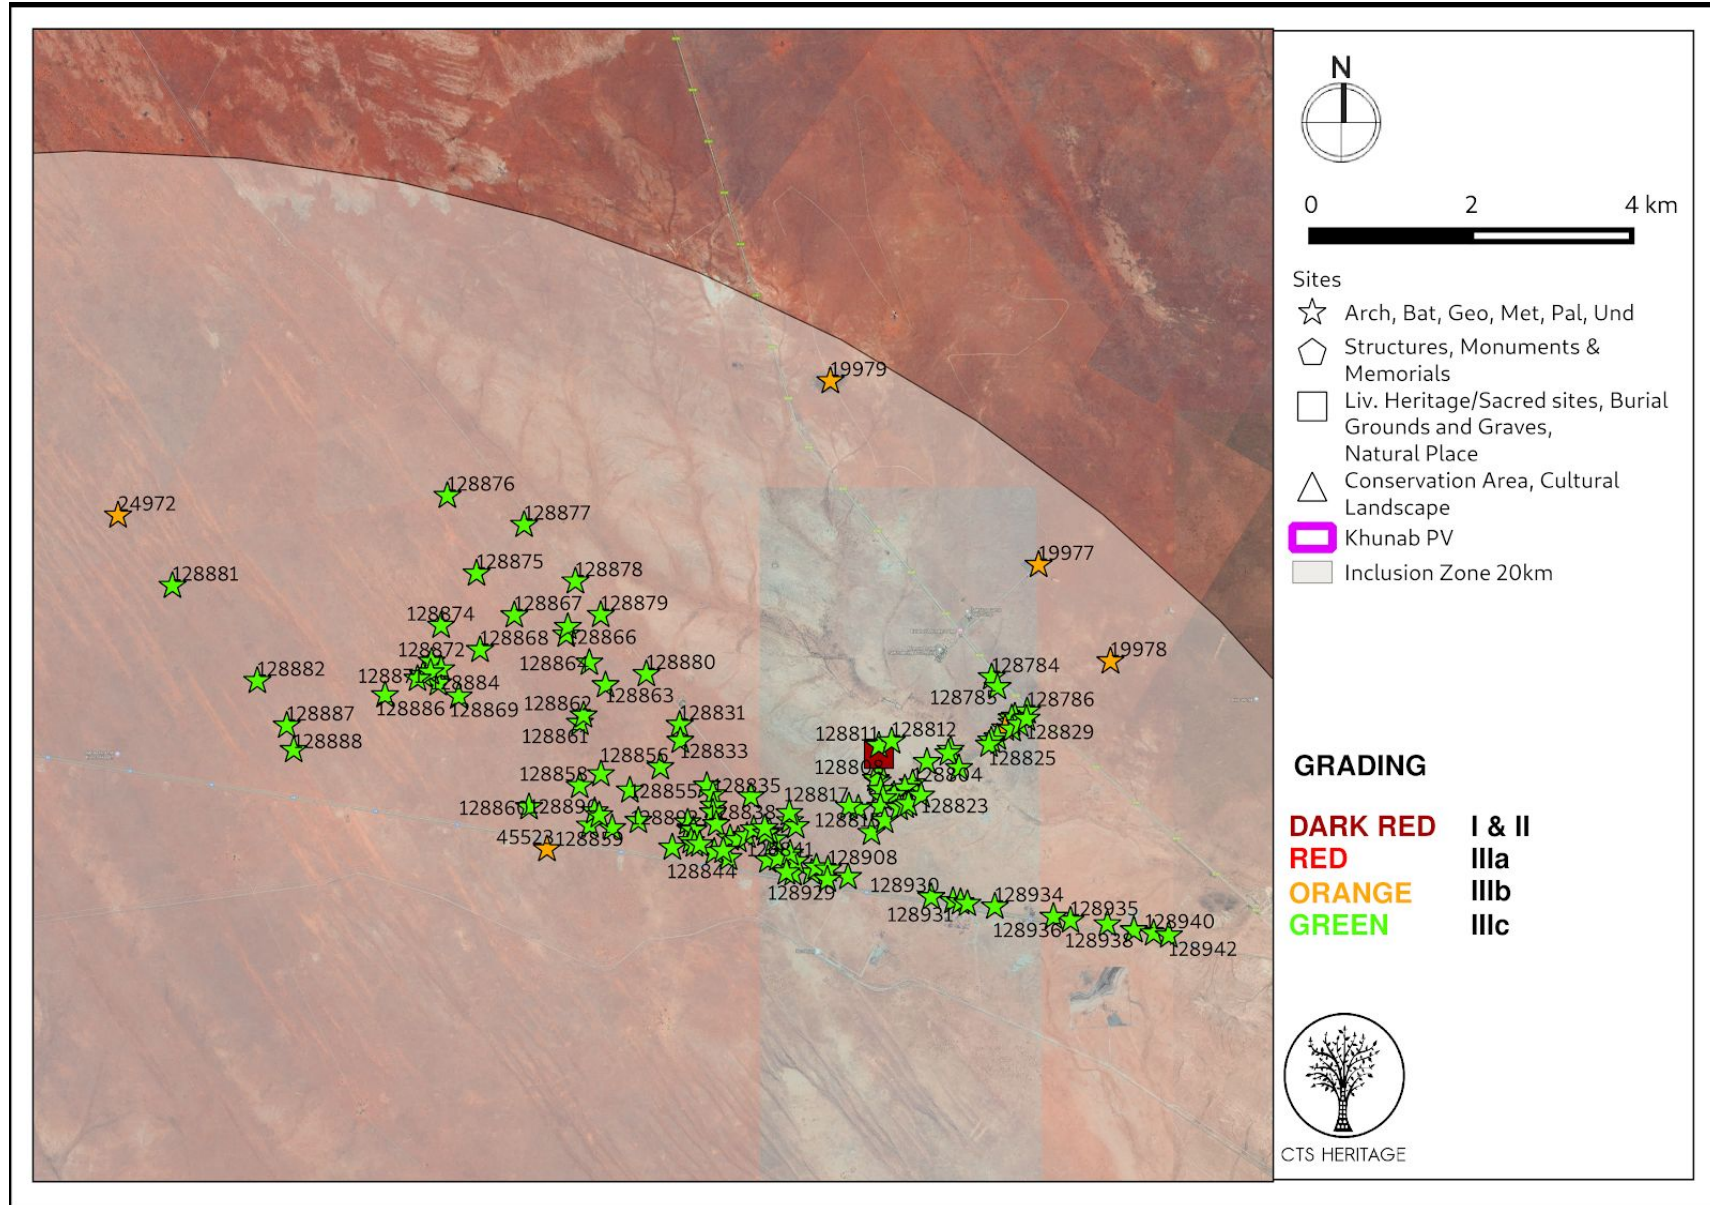 19979
128876
24972
128877
19977
128875
128878
128881
128867
128879
128874
128866
128868
19978
128872
128864
128880
128784
128882
128884
128863
128785
128786
128886
128869
128862
128831
128887
128861
128812
128811
128829
128888
128833
128825
128856
128858
128804
128855
128835
128817
128823
45523
128859
128844
128908
128929
128930
128934
128931
128935
128936
128940
128938
128942
N
0 2 4 km
Sites
Arch, Bat, Geo, Met, Pal, Und
Structures, Monuments &
Memorials
Liv. Heritage/Sacred sites, Burial
Grounds and Graves,
Natural Place
Conservation Area, Cultural
Landscape
Khunab PV
Inclusion Zone 20km
GRADING
DARK RED I & II
RED IIIa
ORANGE IIIb
GREEN IIIc
CTS HERITAGE